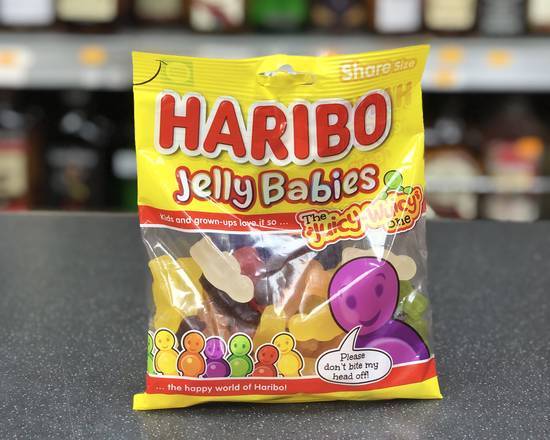 Share Size
HARIBO
Jelly Babies
Kids and grown-ups love it so ...
The
Juicy-Wucy
one
Please
don't bite my
head off!
... the happy world of Haribo!